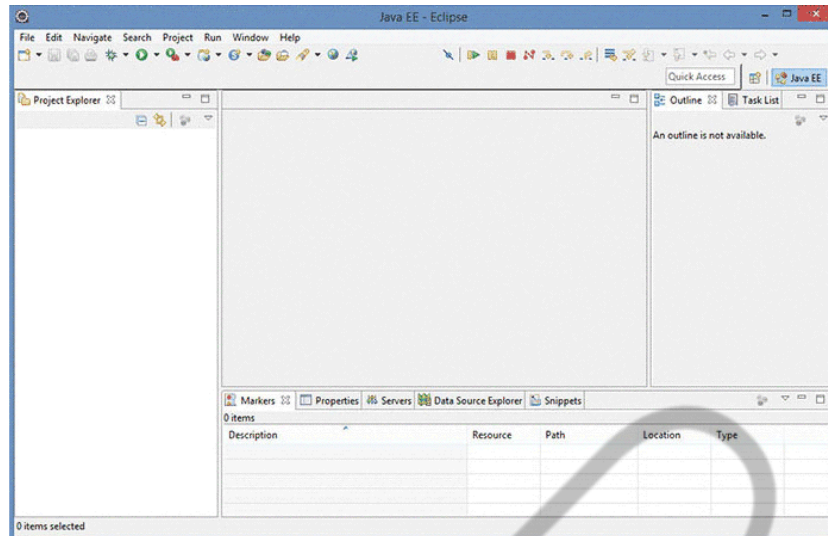 Java EE - Eclipse
File Edit Navigate Search Project Run Window Help
Quick Access Java EE
Project Explorer
Outline Task List
An outline is not available.
Markers Properties Servers Data Source Explorer Snippets
0 items
Description Resource Path Location Type
0 items selected